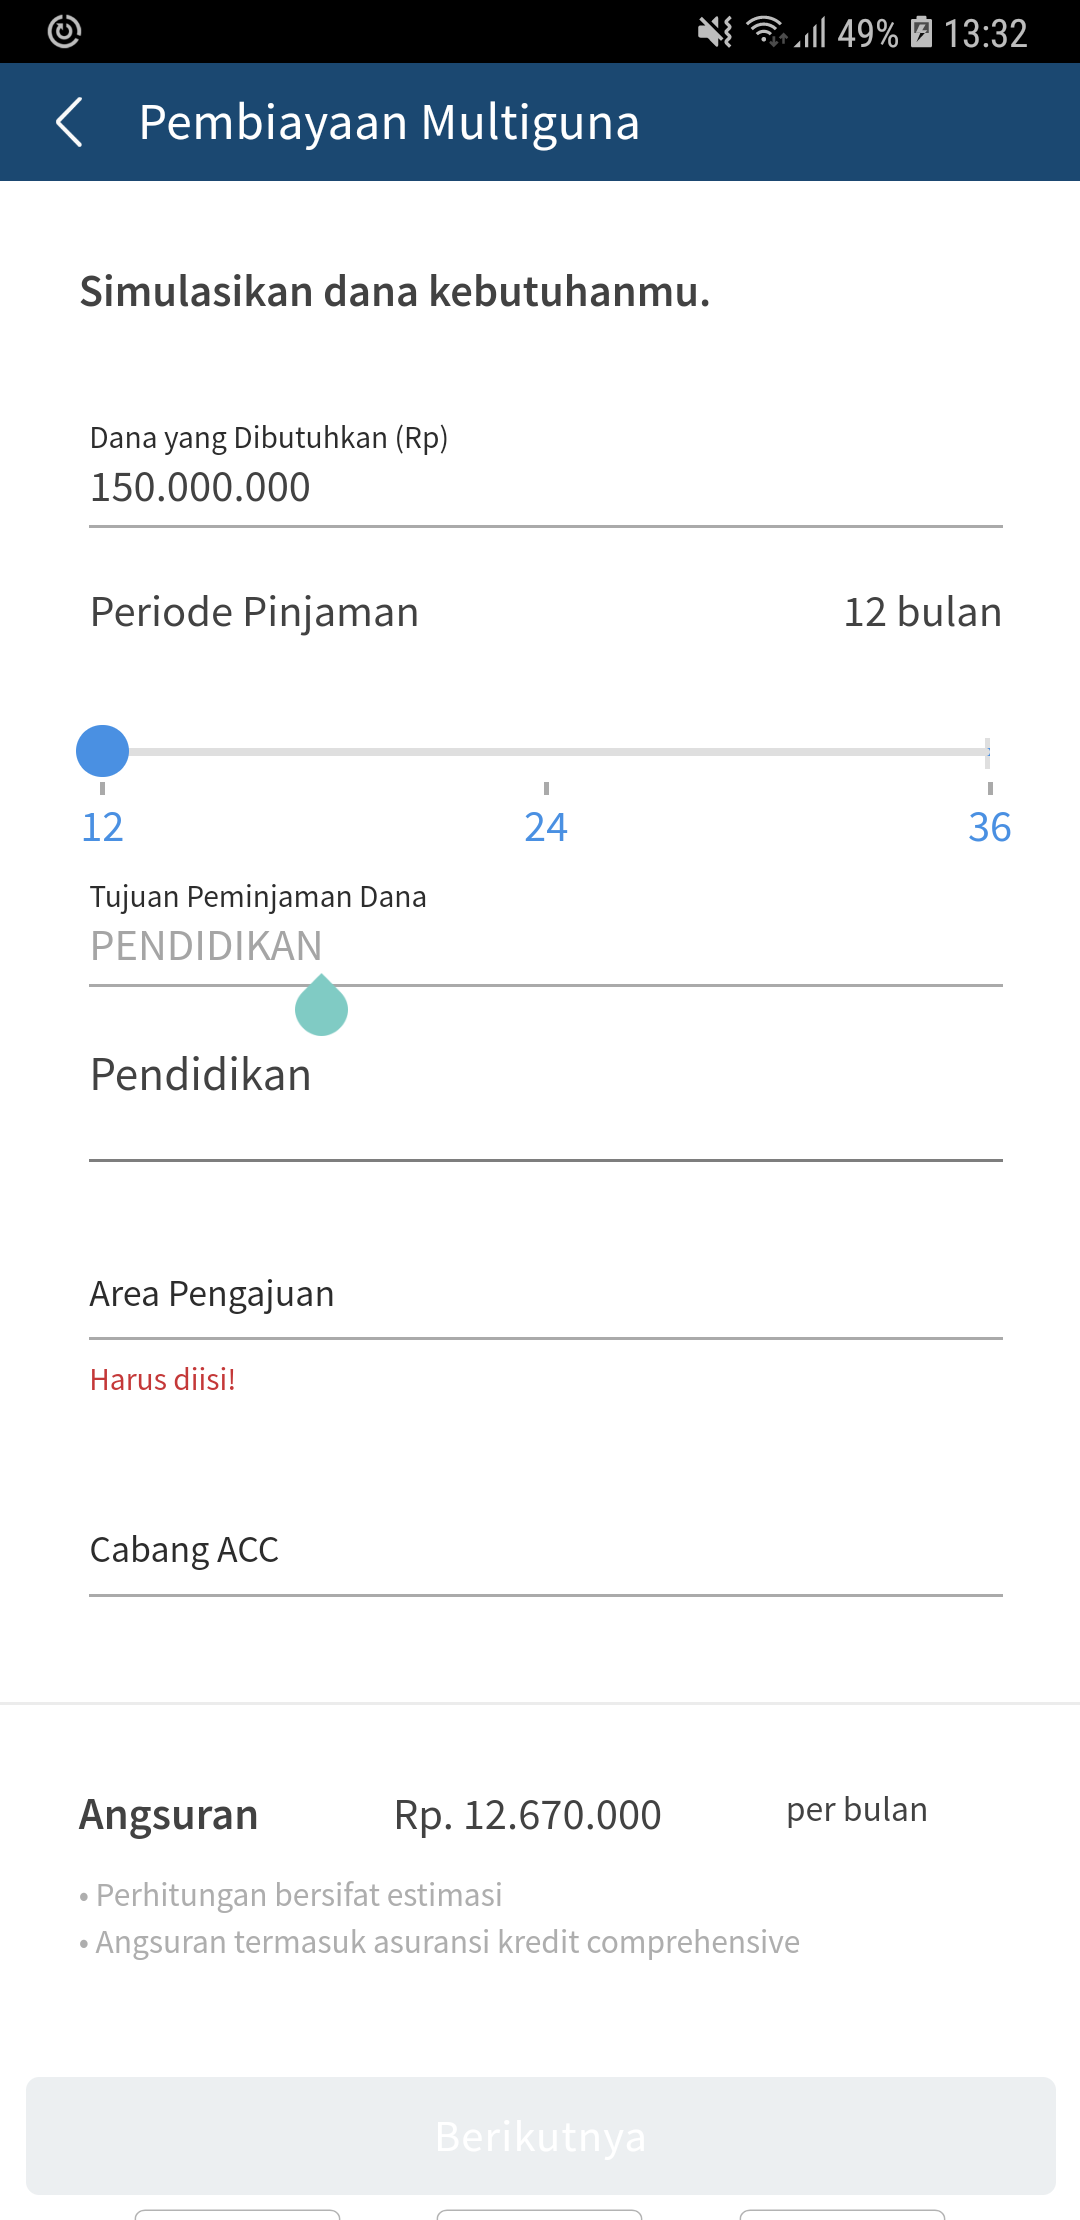 49% 13:32
Pembiayaan Multiguna
Simulasikan dana kebutuhanmu.
Dana yang Dibutuhkan (Rp)
150.000.000
Periode Pinjaman 12 bulan
12 24 36
Tujuan Peminjaman Dana
PENDIDIKAN
Pendidikan
Area Pengajuan
Harus diisi!
Cabang ACC
Angsuran Rp. 12.670.000 per bulan
• Perhitungan bersifat estimasi
• Angsuran termasuk asuransi kredit comprehensive
Berikutnya